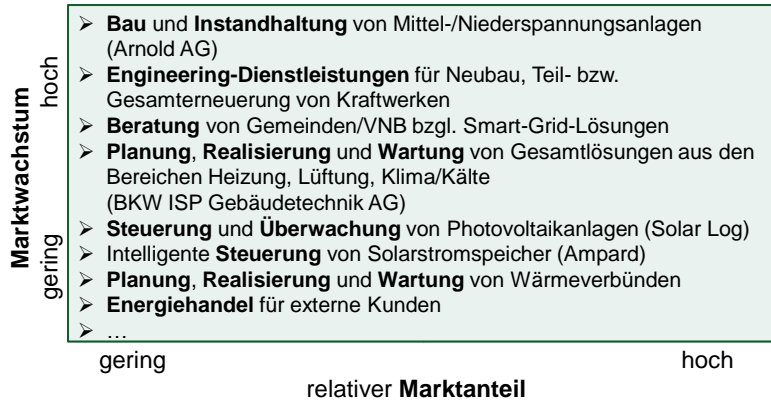 ➢ Bau und Instandhaltung von Mittel-/Niederspannungsanlagen
(Arnold AG)
➢ Engineering-Dienstleistungen für Neubau, Teil- bzw.
Gesamterneuerung von Kraftwerken
➢ Beratung von Gemeinden/VNB bzgl. Smart-Grid-Lösungen
➢ Planung, Realisierung und Wartung von Gesamtlösungen aus den
Bereichen Heizung, Lüftung, Klima/Kälte
(BKW ISP Gebäudetechnik AG)
➢ Steuerung und Überwachung von Photovoltaikanlagen (Solar Log)
➢ Intelligente Steuerung von Solarstromspeicher (Ampard)
➢ Planung, Realisierung und Wartung von Wärmeverbünden
➢ Energiehandel für externe Kunden
➢ …
Marktwachstum
hoch
gering
gering
hoch
relativer Marktanteil